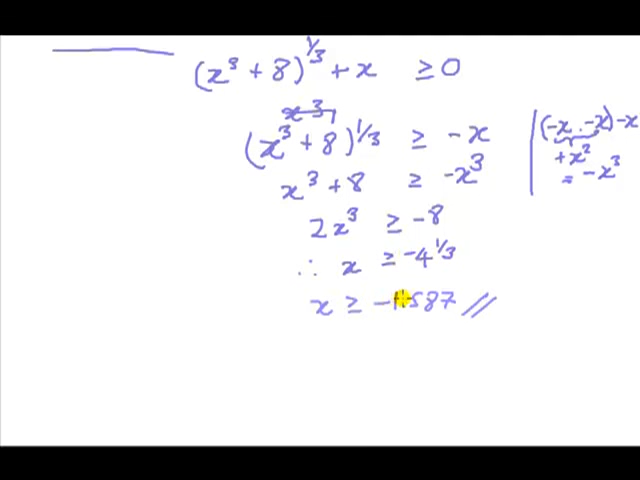 (x³ + 8)^1/3 + x ≥ 0
(x³ + 8)^1/3 ≥ -x
x³ + 8 ≥ -x³
2x³ ≥ -8
∴ x ≥ -4^1/3
x ≥ -1.587 //
(-x . -x) - x
+x²
= -x³